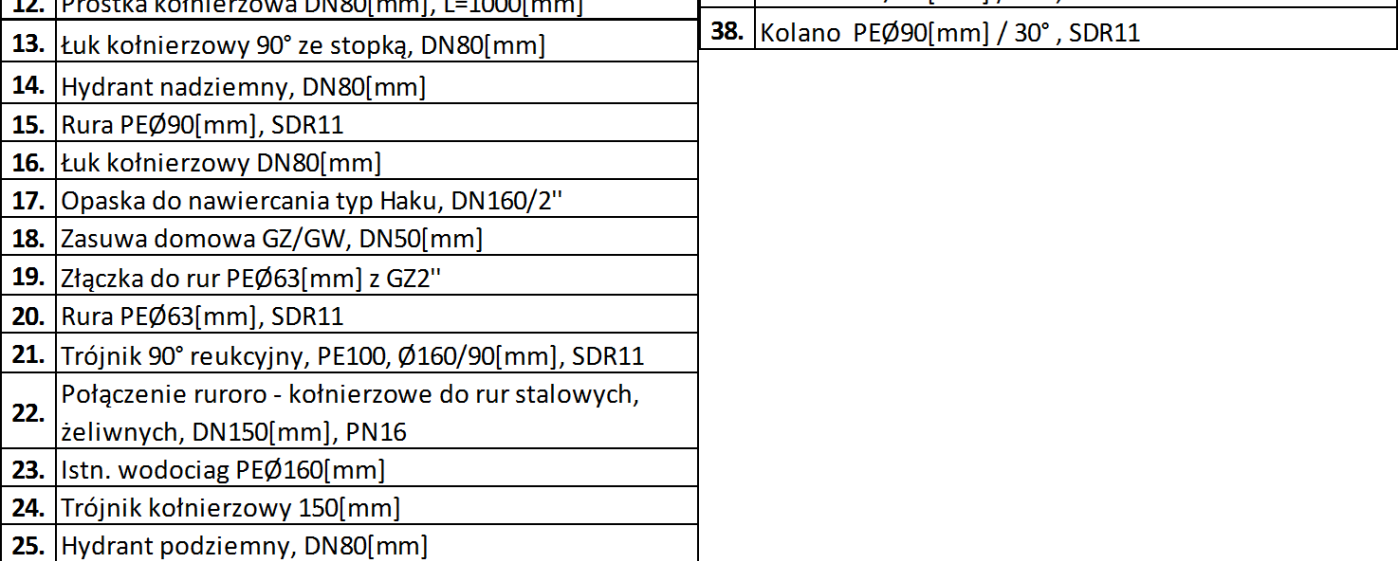 12. Prostka kołnierzowa DN80[mm], L=1000[mm]
13. Łuk kołnierzowy 90° ze stopką, DN80[mm]
14. Hydrant nadziemny, DN80[mm]
15. Rura PEØ90[mm], SDR11
16. Łuk kołnierzowy DN80[mm]
17. Opaska do nawiercania typ Haku, DN160/2"
18. Zasuwa domowa GZ/GW, DN50[mm]
19. Złączka do rur PEØ63[mm] z GZ2"
20. Rura PEØ63[mm], SDR11
21. Trójnik 90° reukcyjny, PE100, Ø160/90[mm], SDR11
22. Połączenie ruroro - kołnierzowe do rur stalowych,
żeliwnych, DN150[mm], PN16
23. Istn. wodociag PEØ160[mm]
24. Trójnik kołnierzowy 150[mm]
25. Hydrant podziemny, DN80[mm]
38. Kolano PEØ90[mm] / 30° , SDR11